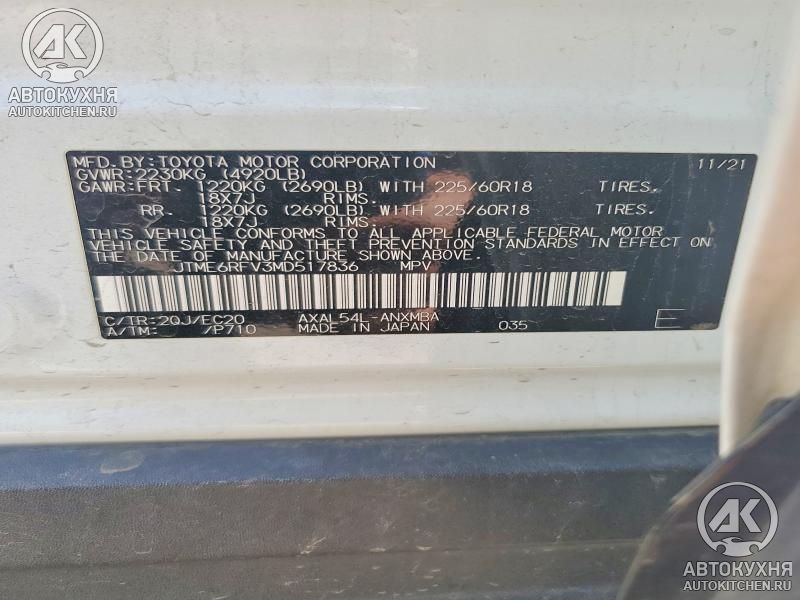 АК
АВТОКУХНЯ
AUTOKITCHEN.RU
MFD.BY:TOYOTA MOTOR CORPORATION 11/21
GVWR:2230KG (4920LB)
GAWR:FRT. 1220KG (2690LB) WITH 225/60R18 TIRES.
18X7J RIMS.
RR. 1220KG (2690LB) WITH 225/60R18 TIRES.
18X7J RIMS.
THIS VEHICLE CONFORMS TO ALL APPLICABLE FEDERAL MOTOR
VEHICLE SAFETY AND THEFT PREVENTION STANDARDS IN EFFECT ON
THE DATE OF MANUFACTURE SHOWN ABOVE.
JTME6RFV3MD517836 MPV
C/TR:2QJ/EC20 AXAL54L-ANXMBA
A/TM: /P710 MADE IN JAPAN 035 E
АК
АВТОКУХНЯ
AUTOKITCHEN.RU